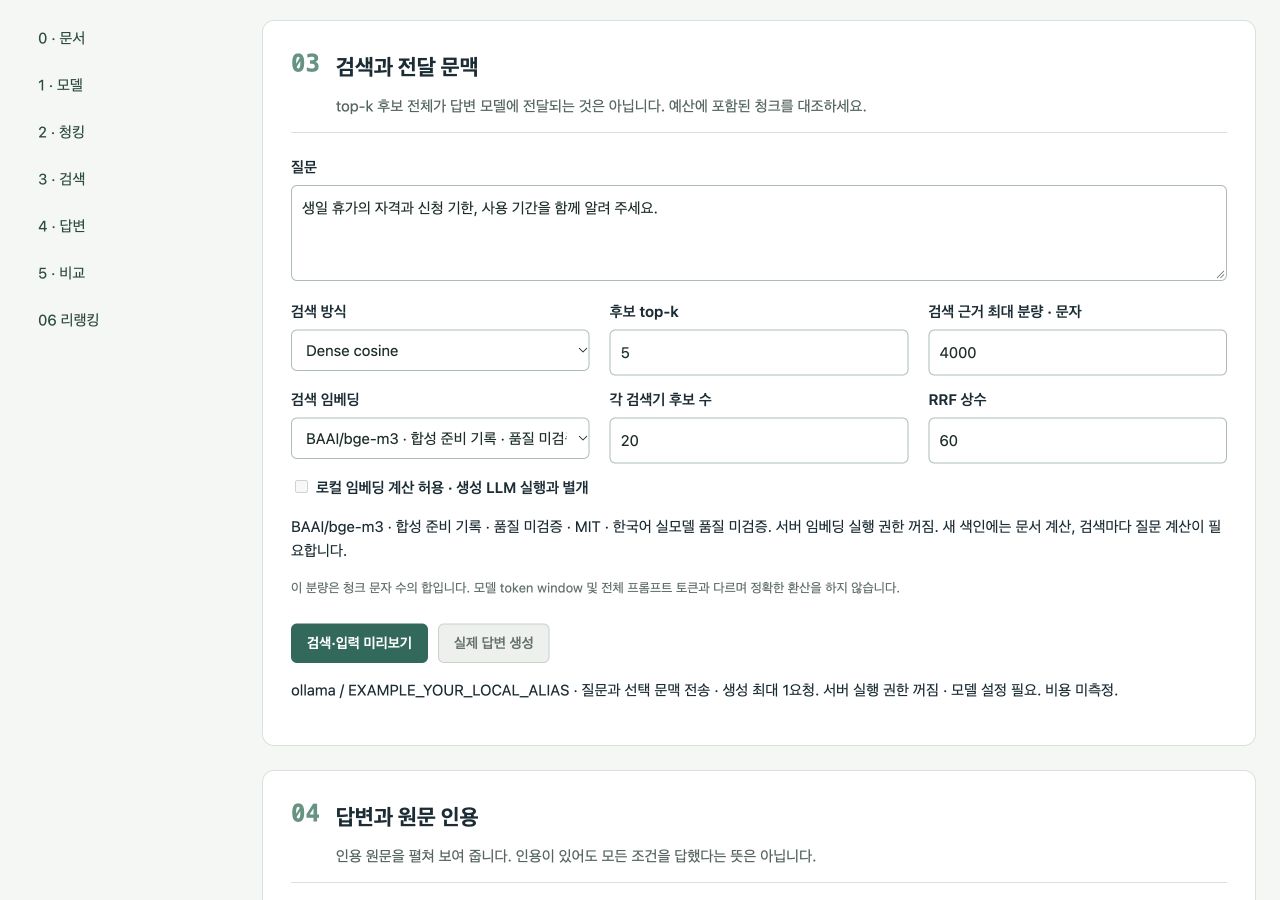 0 · 문서
1 · 모델
2 · 청킹
3 · 검색
4 · 답변
5 · 비교
06 리랭킹
03 검색과 전달 문맥
top-k 후보 전체가 답변 모델에 전달되는 것은 아닙니다. 예산에 포함된 청크를 대조하세요.
질문
생일 휴가의 자격과 신청 기한, 사용 기간을 함께 알려 주세요.
검색 방식 후보 top-k 검색 근거 최대 분량 · 문자
Dense cosine 5 4000
검색 임베딩 각 검색기 후보 수 RRF 상수
BAAI/bge-m3 · 합성 준비 기록 · 품질 미검 20 60
로컬 임베딩 계산 허용 · 생성 LLM 실행과 별개
BAAI/bge-m3 · 합성 준비 기록 · 품질 미검증 · MIT · 한국어 실모델 품질 미검증. 서버 임베딩 실행 권한 꺼짐. 새 색인에는 문서 계산, 검색마다 질문 계산이 필
요합니다.
이 분량은 청크 문자 수의 합입니다. 모델 token window 및 전체 프롬프트 토큰과 다르며 정확한 환산을 하지 않습니다.
검색·입력 미리보기 실제 답변 생성
ollama / EXAMPLE_YOUR_LOCAL_ALIAS · 질문과 선택 문맥 전송 · 생성 최대 1요청. 서버 실행 권한 꺼짐 · 모델 설정 필요. 비용 미측정.
04 답변과 원문 인용
인용 원문을 펼쳐 보여 줍니다. 인용이 있어도 모든 조건을 답했다는 뜻은 아닙니다.